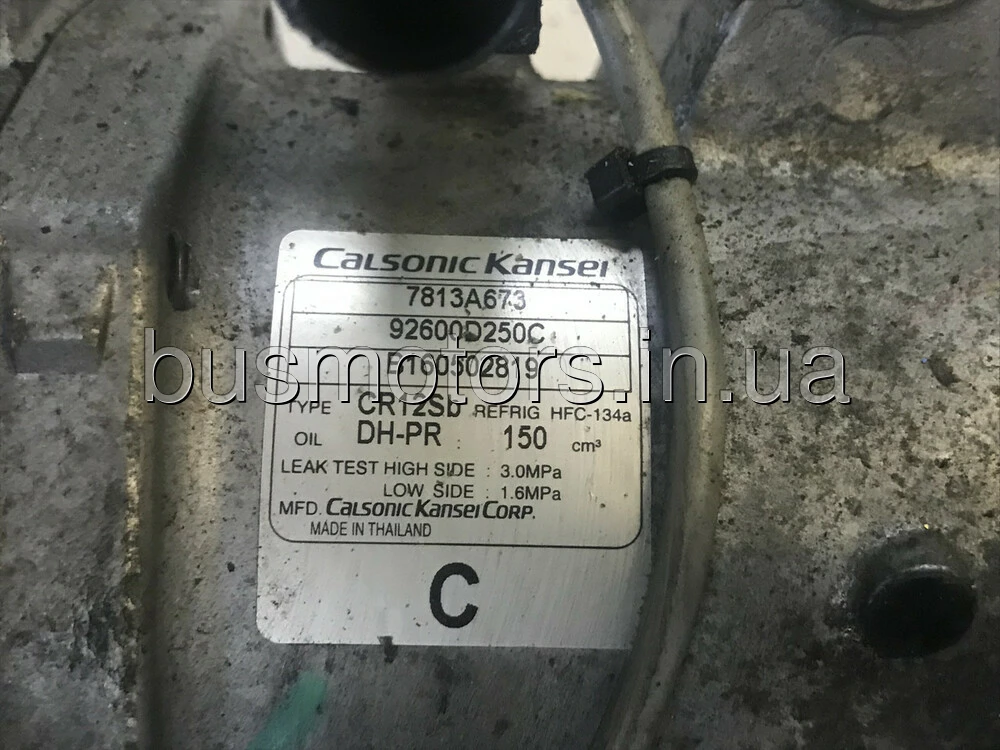 Calsonic Kansei
7813A673
92600D250C
B160502819
TYPE CR12Sb REFRIG HFC-134a
OIL DH-PR 150 cm³
LEAK TEST HIGH SIDE : 3.0MPa
LOW SIDE : 1.6MPa
MFD. Calsonic Kansei Corp.
MADE IN THAILAND
C
busmotors.in.ua